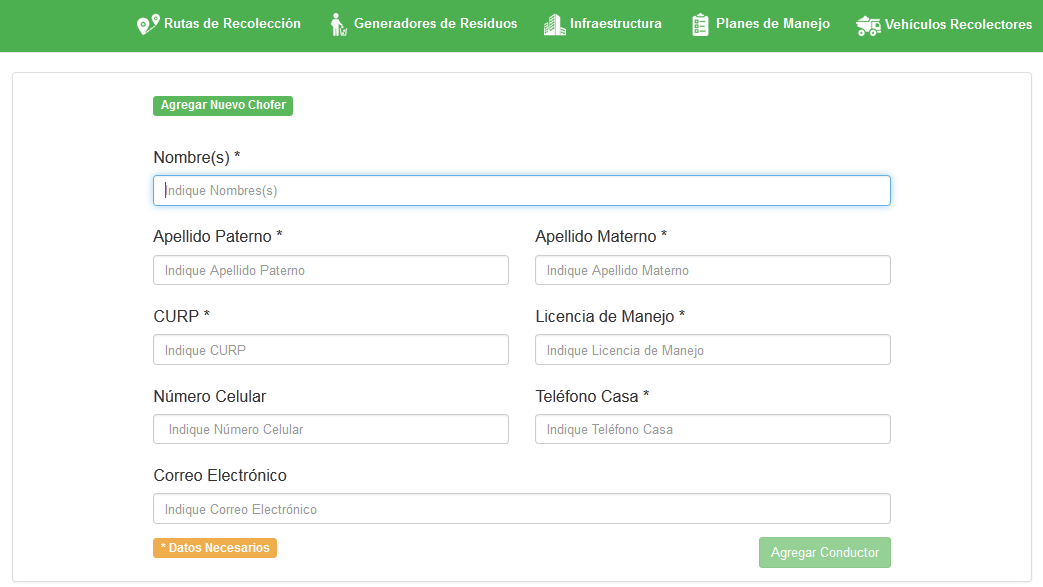 Rutas de Recolección Generadores de Residuos Infraestructura Planes de Manejo Vehículos Recolectores
Agregar Nuevo Chofer
Nombre(s) *
Indique Nombres(s)
Apellido Paterno * Apellido Materno *
Indique Apellido Paterno Indique Apellido Materno
CURP * Licencia de Manejo *
Indique CURP Indique Licencia de Manejo
Número Celular Teléfono Casa *
Indique Número Celular Indique Teléfono Casa
Correo Electrónico
Indique Correo Electrónico
* Datos Necesarios Agregar Conductor